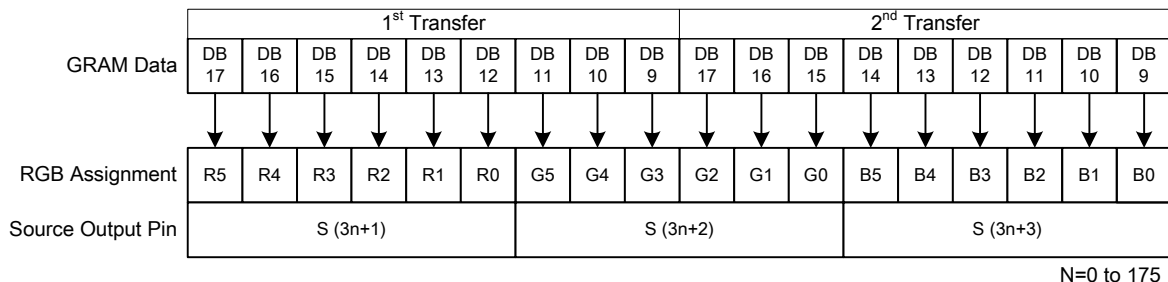 1st Transfer 2nd Transfer
GRAM Data DB 17 DB 16 DB 15 DB 14 DB 13 DB 12 DB 11 DB 10 DB 9 DB 17 DB 16 DB 15 DB 14 DB 13 DB 12 DB 11 DB 10 DB 9
RGB Assignment R5 R4 R3 R2 R1 R0 G5 G4 G3 G2 G1 G0 B5 B4 B3 B2 B1 B0
Source Output Pin S (3n+1) S (3n+2) S (3n+3)
N=0 to 175